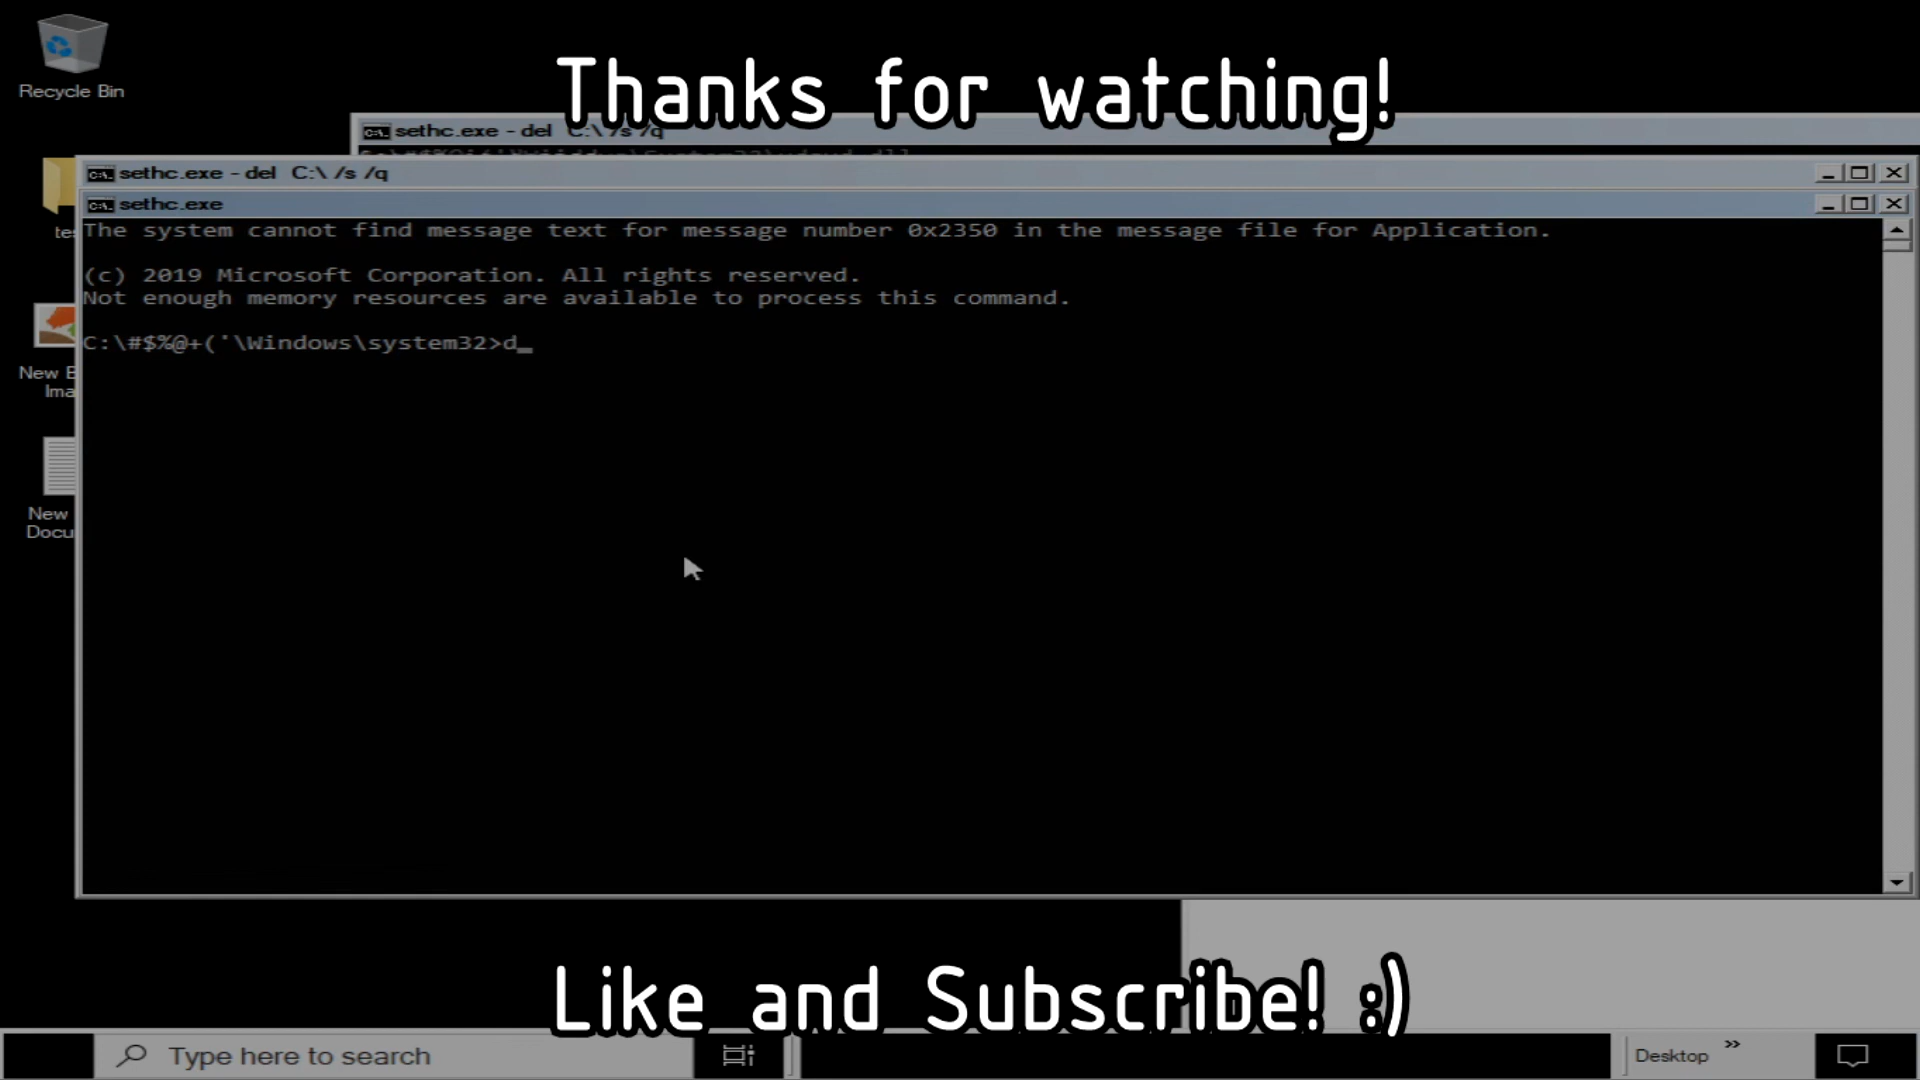 Recycle Bin
Thanks for watching!
sethc.exe - del C:\ /s /q
sethc.exe - del C:\ /s /q
sethc.exe
The system cannot find message text for message number 0x2350 in the message file for Application.
(c) 2019 Microsoft Corporation. All rights reserved.
Not enough memory resources are available to process this command.
C:\#$%@+('\Windows\system32>d_
New
Ima
New
Docu
Like and Subscribe! :)
Type here to search
Desktop »